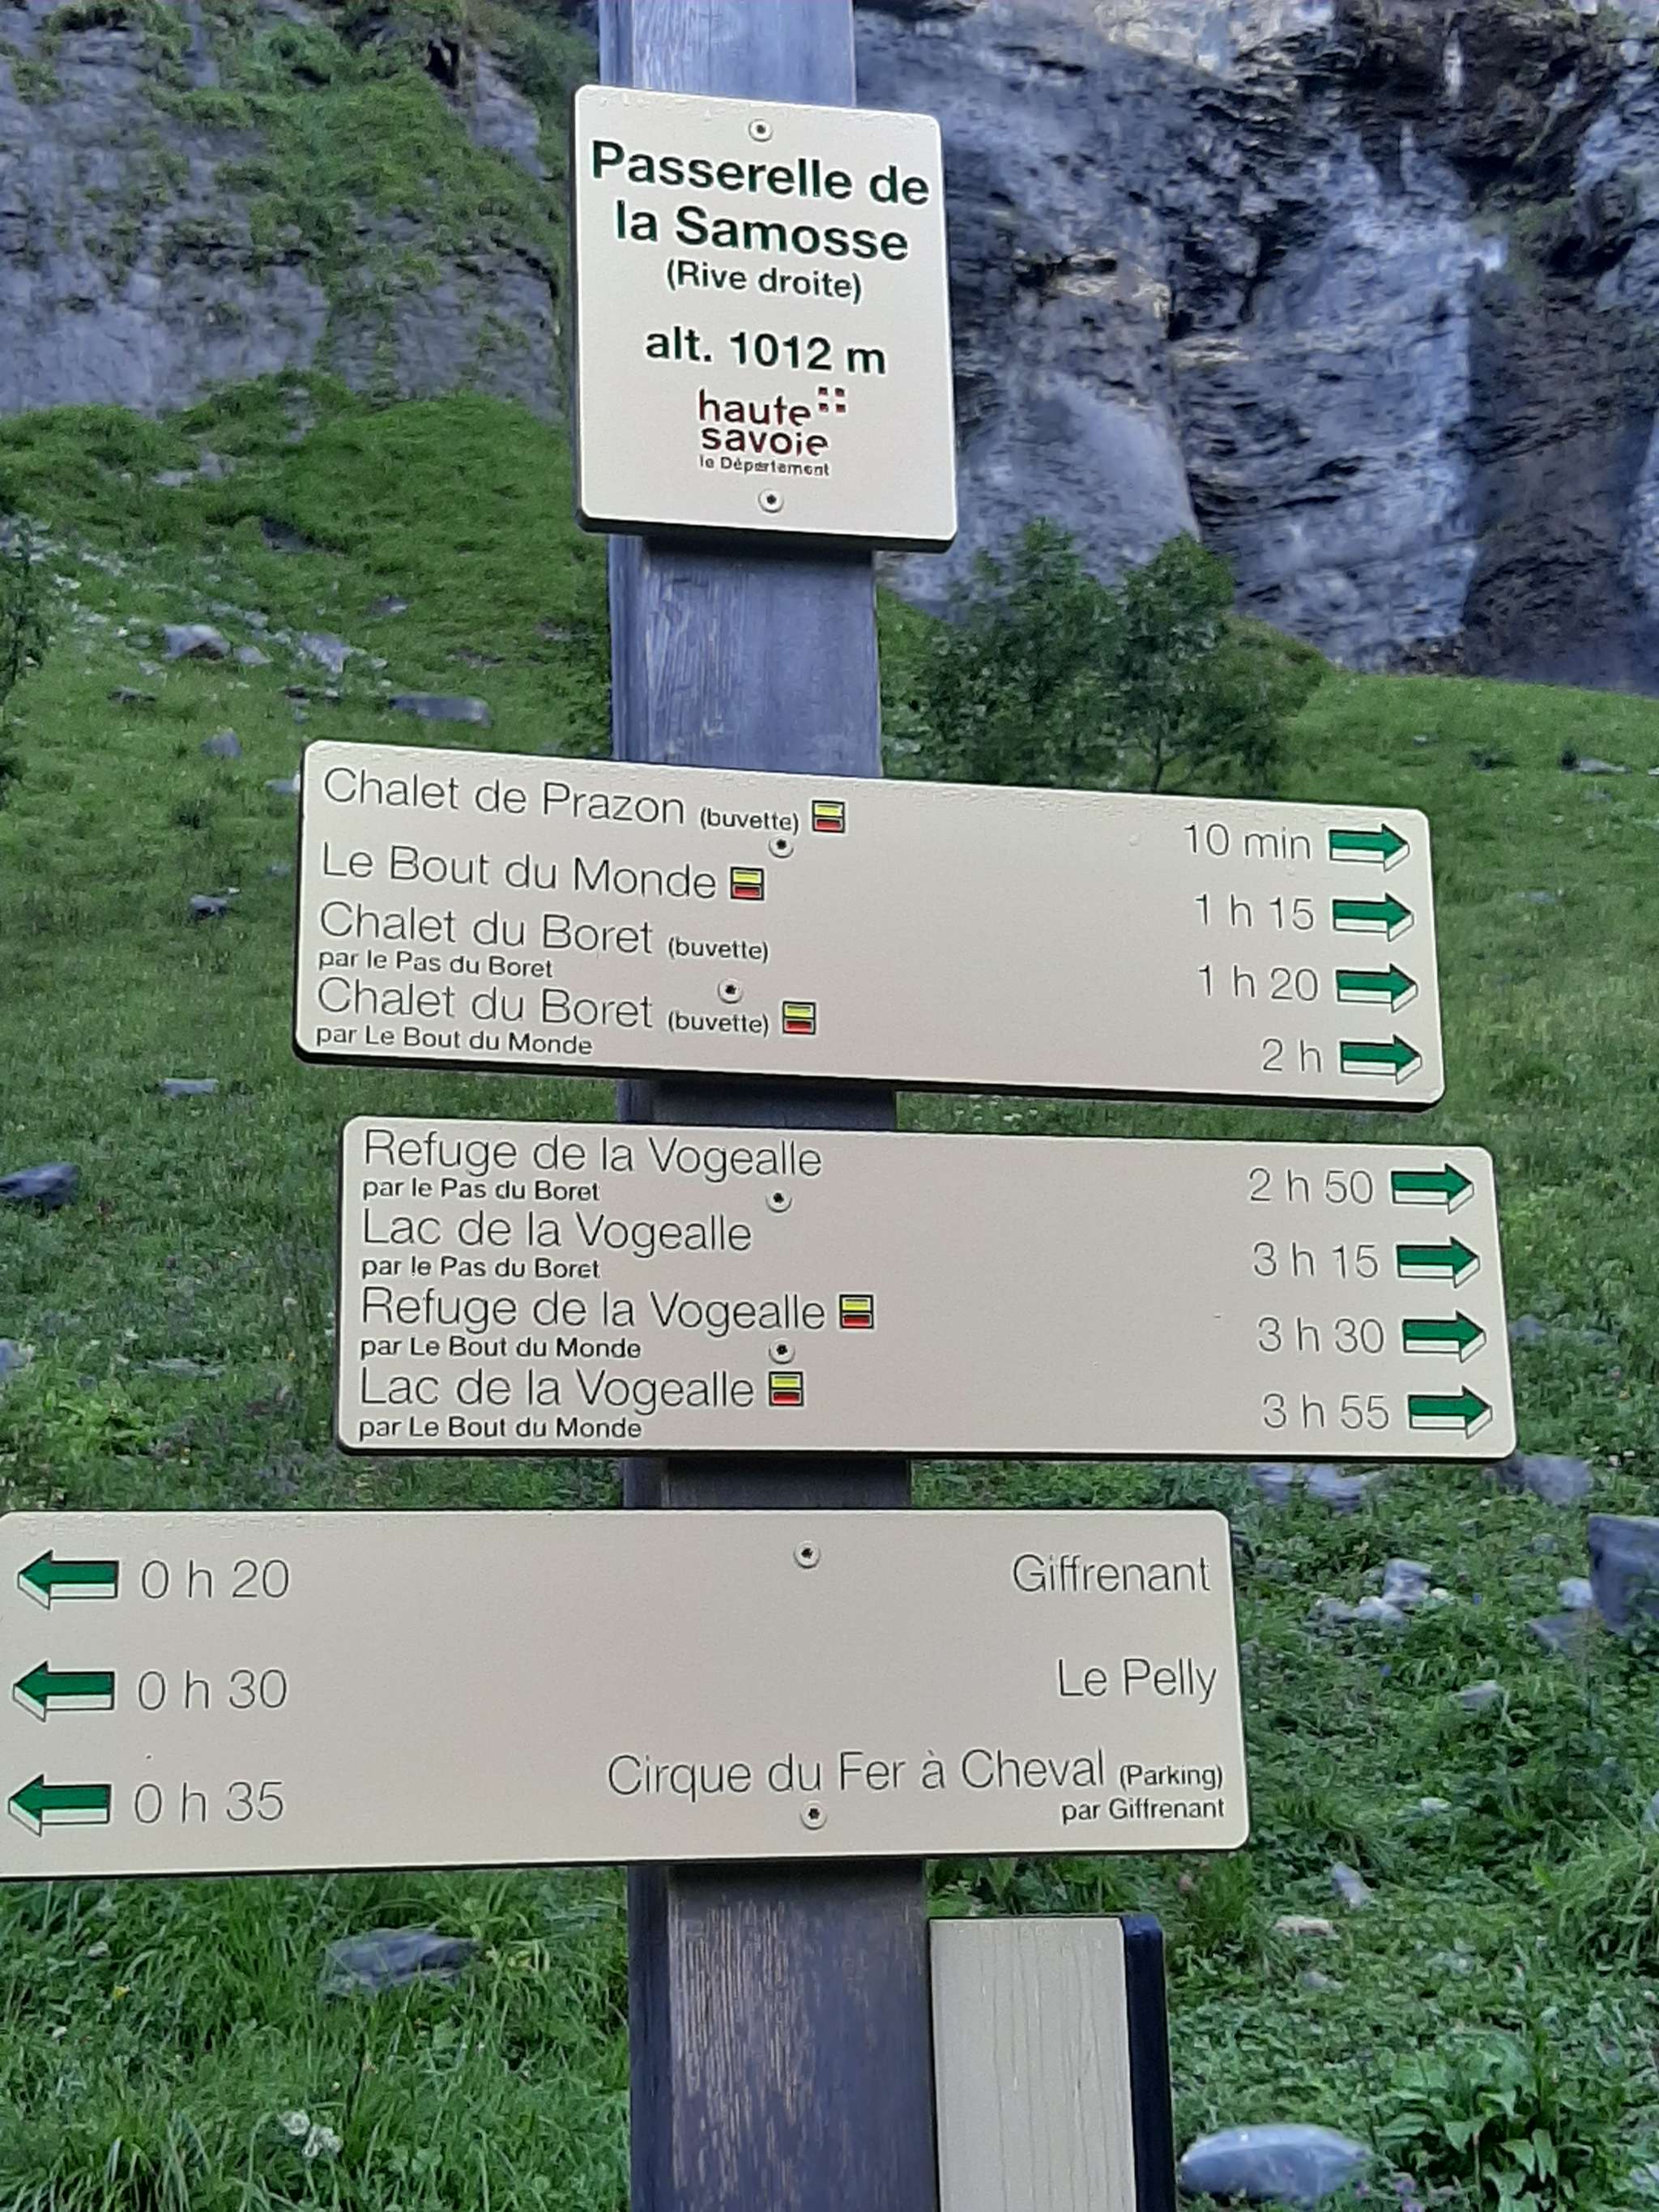 Passerelle de
la Samosse
(Rive droite)
alt. 1012 m
haute
savoie
le Département
Chalet de Prazon (buvette) 10 min
Le Bout du Monde 1 h 15
Chalet du Boret (buvette) 1 h 20
par le Pas du Boret
Chalet du Boret (buvette) 2 h
par Le Bout du Monde
Refuge de la Vogealle 2 h 50
par le Pas du Boret
Lac de la Vogealle 3 h 15
par le Pas du Boret
Refuge de la Vogealle 3 h 30
par Le Bout du Monde
Lac de la Vogealle 3 h 55
par Le Bout du Monde
0 h 20 Giffrenant
0 h 30 Le Pelly
0 h 35 Cirque du Fer à Cheval (Parking)
par Giffrenant